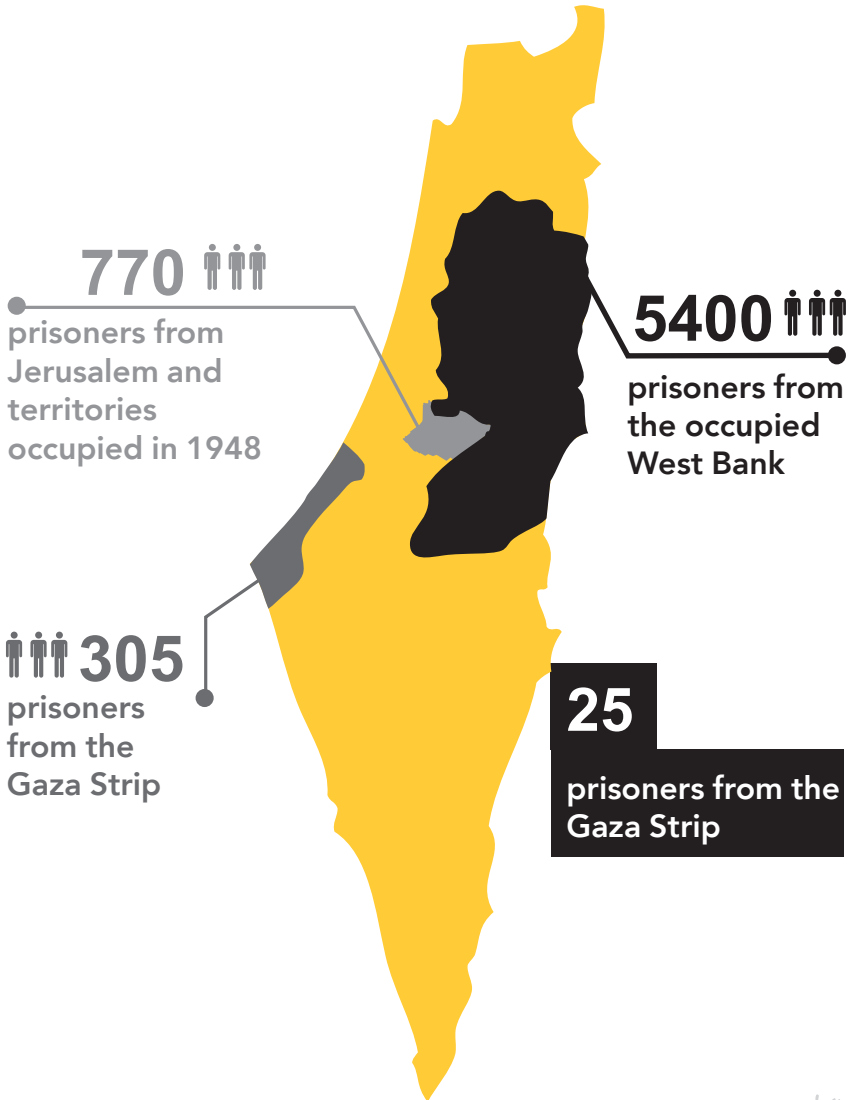 770
prisoners from
Jerusalem and
territories
occupied in 1948
5400
prisoners from
the occupied
West Bank
305
prisoners
from the
Gaza Strip
25
prisoners from the
Gaza Strip